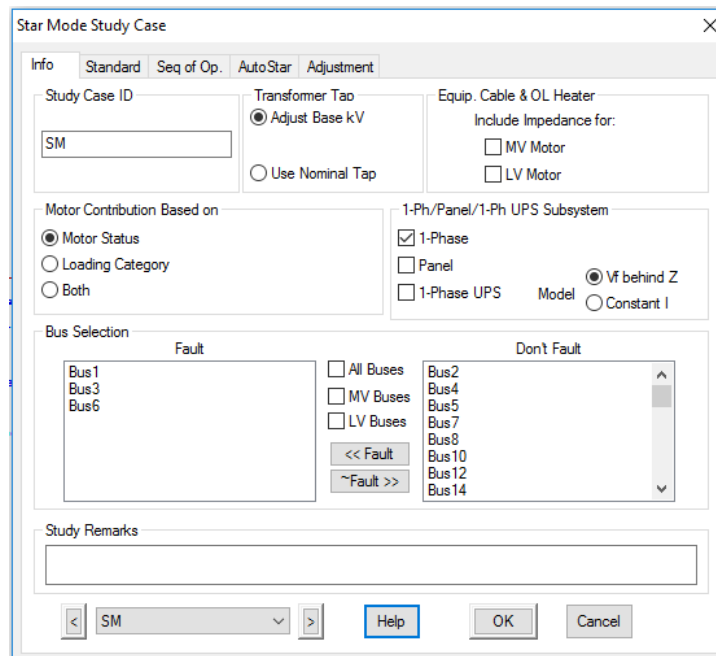 Star Mode Study Case
Info
Standard
Seq of Op.
AutoStar
Adjustment
Study Case ID
SM
Transformer Tap
Adjust Base kV
Use Nominal Tap
Equip. Cable & OL Heater
Include Impedance for:
MV Motor
LV Motor
Motor Contribution Based on
Motor Status
Loading Category
Both
1-Ph/Panel/1-Ph UPS Subsystem
1-Phase
Panel
1-Phase UPS
Model
Vf behind Z
Constant I
Bus Selection
Fault
Bus1
Bus3
Bus6
All Buses
MV Buses
LV Buses
<< Fault
~Fault >>
Don't Fault
Bus2
Bus4
Bus5
Bus7
Bus8
Bus10
Bus12
Bus14
Study Remarks
<
SM
>
Help
OK
Cancel